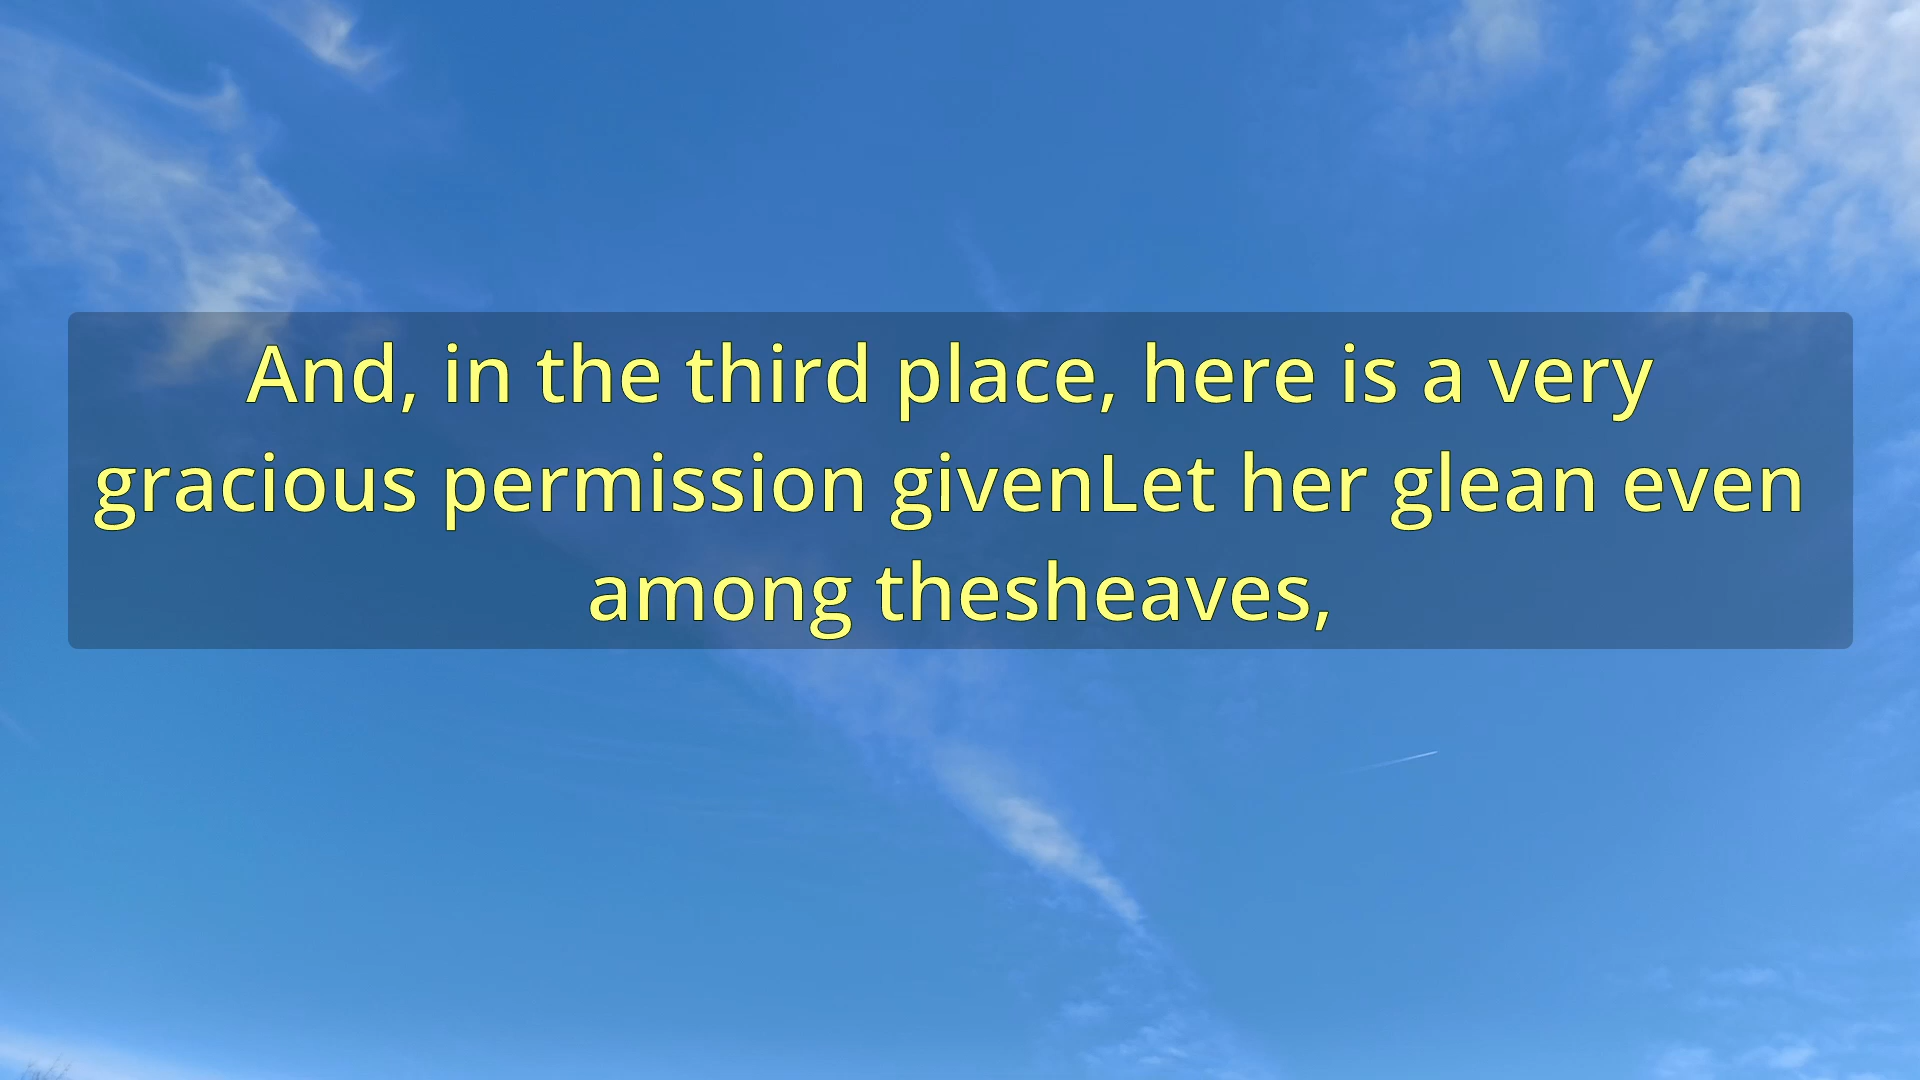 And, in the third place, here is a very
gracious permission givenLet her glean even
among thesheaves,